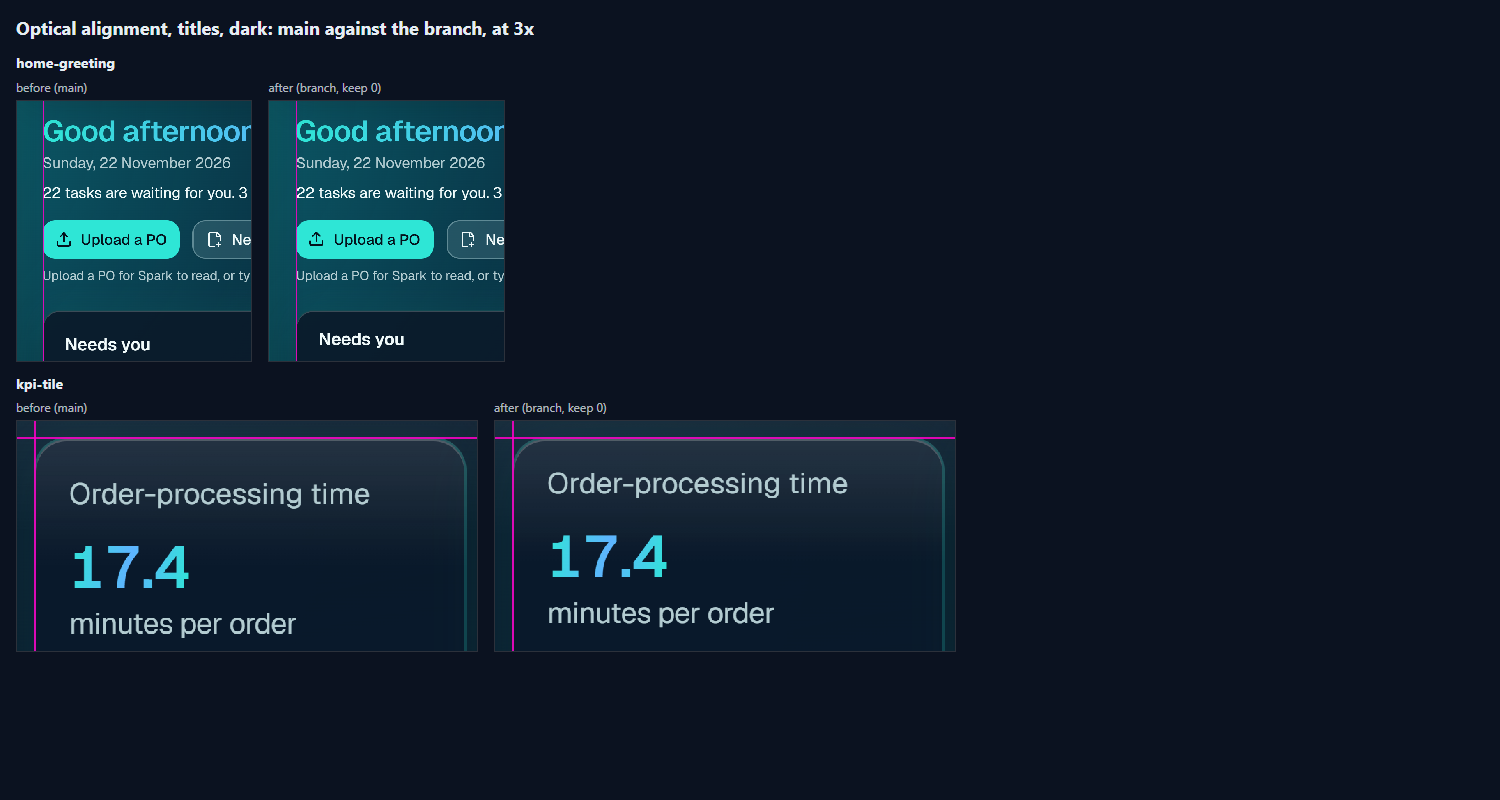 Optical alignment, titles, dark: main against the branch, at 3x
home-greeting
before (main)
after (branch, keep 0)
Good afternoon
Sunday, 22 November 2026
22 tasks are waiting for you. 3
Upload a PO
Ne
Upload a PO for Spark to read, or ty
Needs you
Good afternoon
Sunday, 22 November 2026
22 tasks are waiting for you. 3
Upload a PO
Ne
Upload a PO for Spark to read, or ty
Needs you
kpi-tile
before (main)
after (branch, keep 0)
Order-processing time
17.4
minutes per order
Order-processing time
17.4
minutes per order